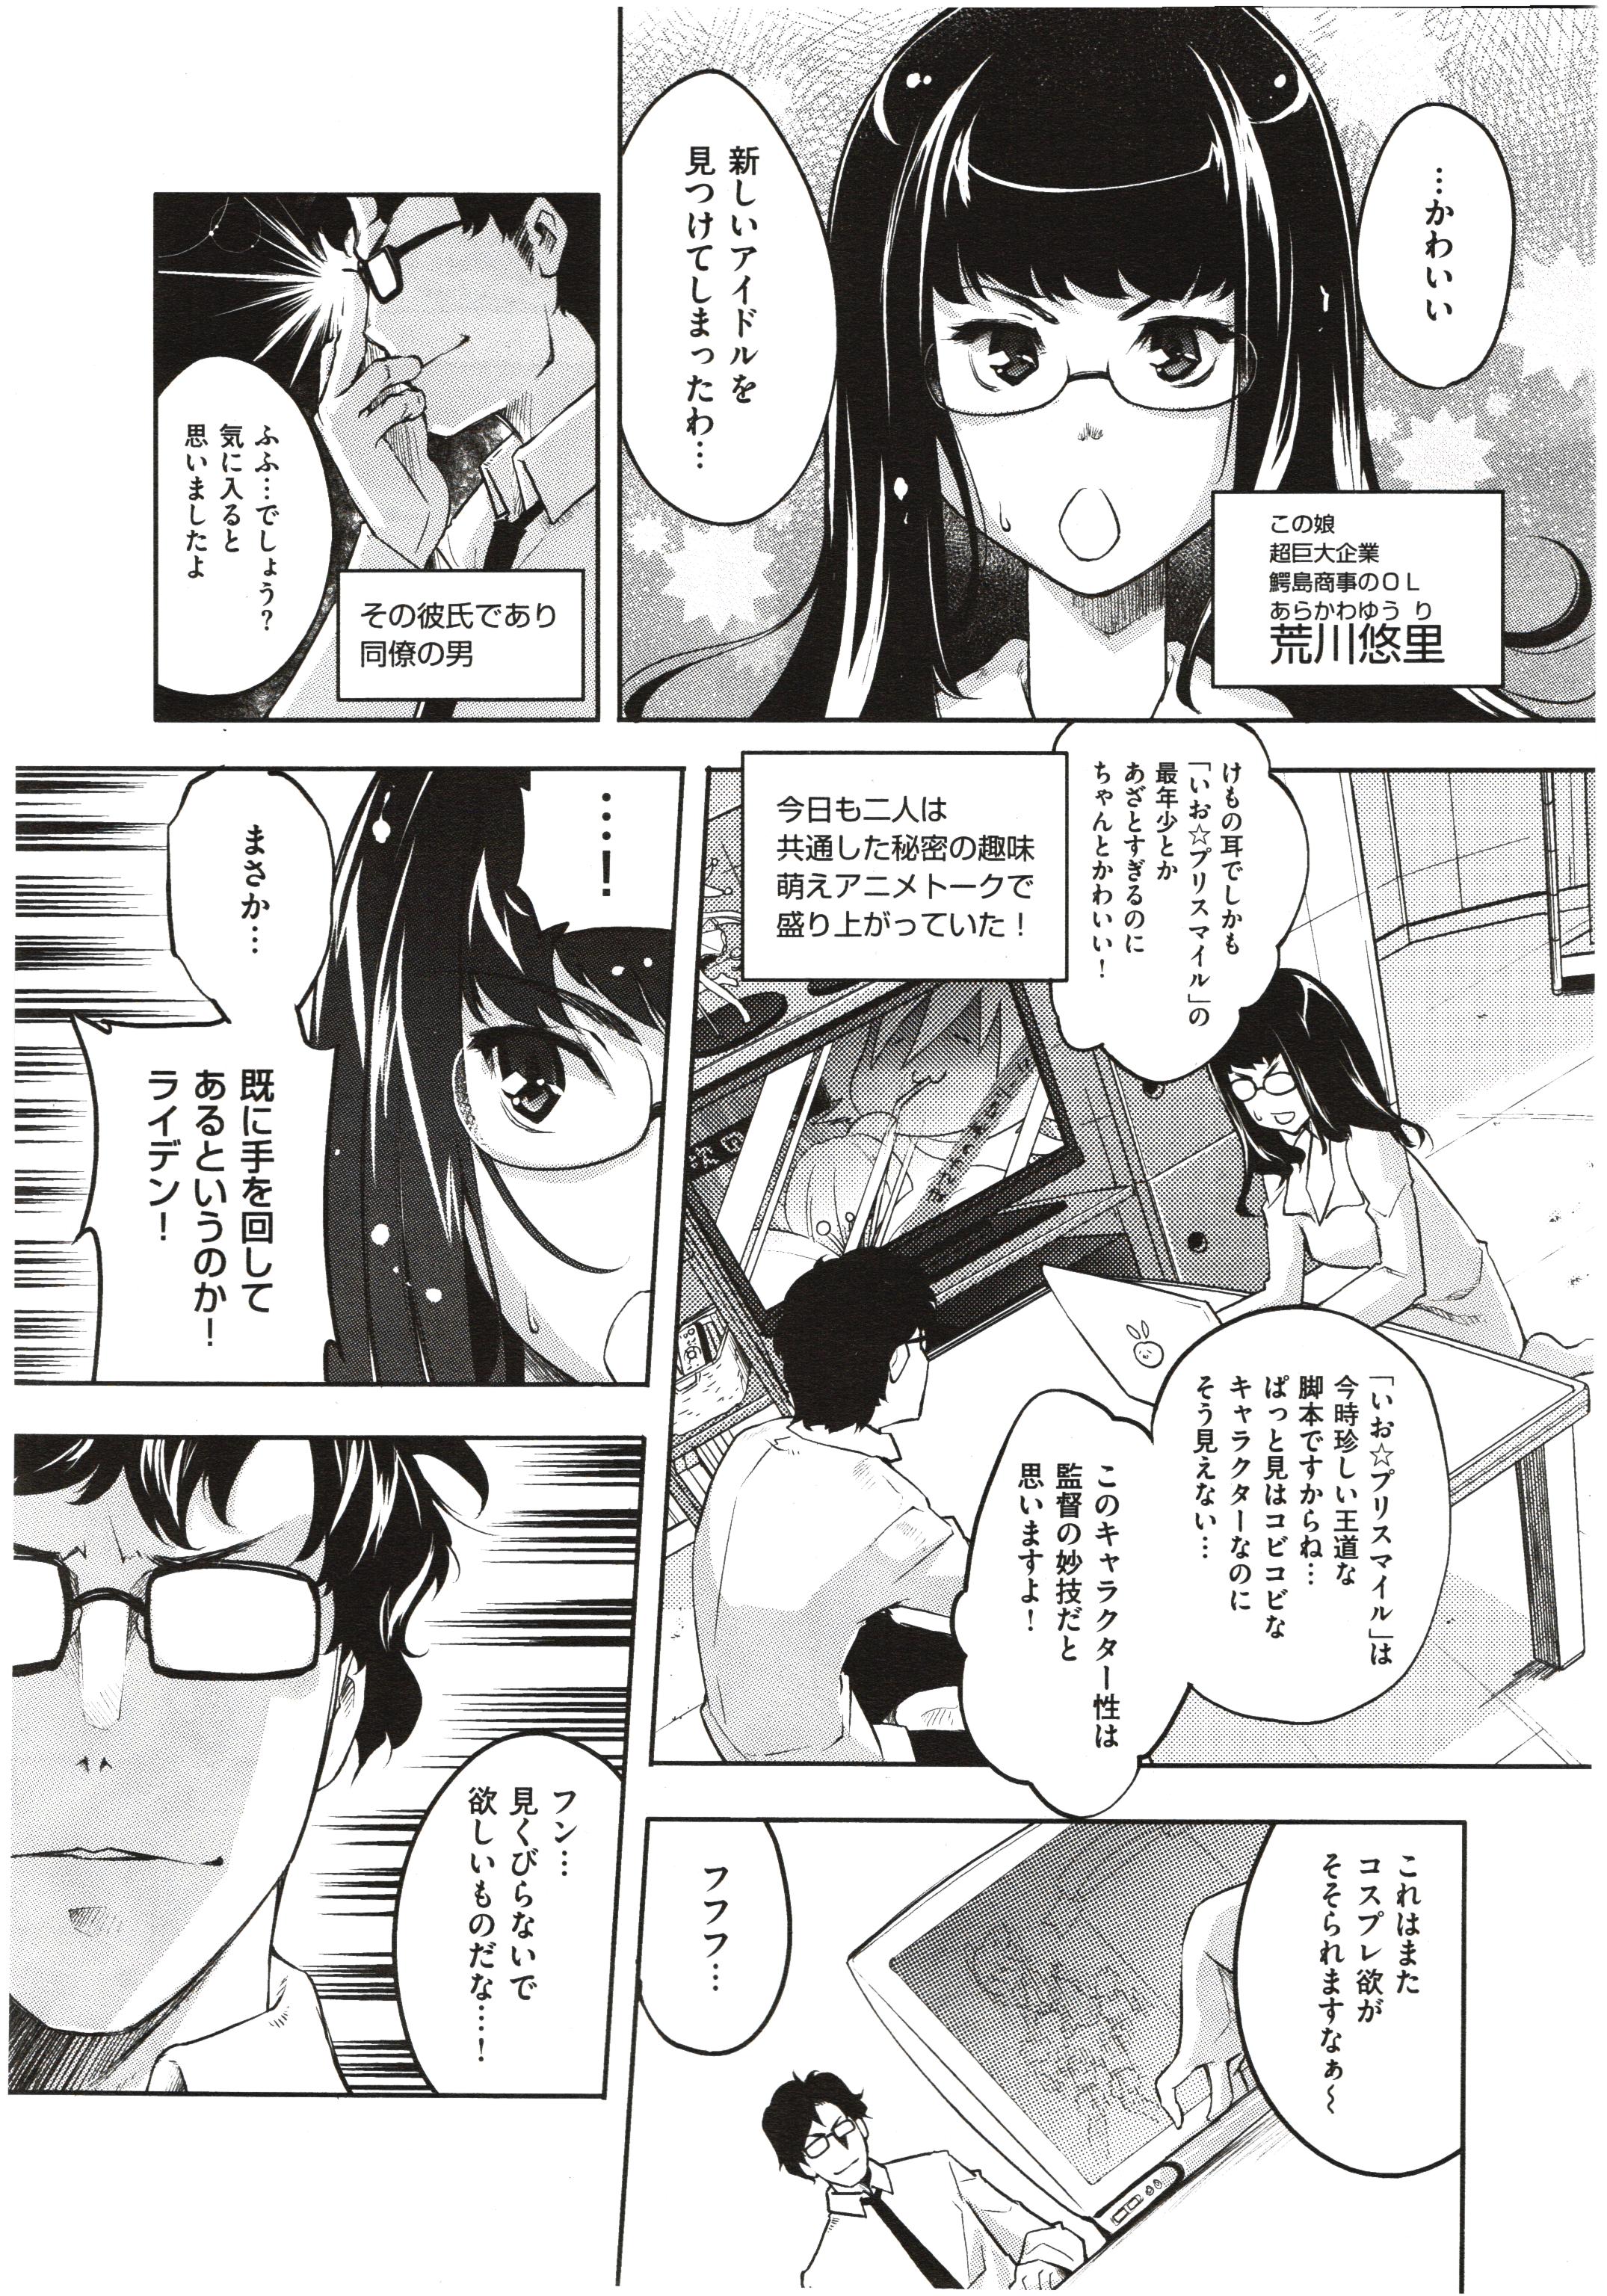 …かわいい
新しいアイドルを
見つけてしまったわ…
この娘
超巨大企業
鰐島商事のＯＬ
あらかわゆうり
荒川悠里
ふふ…でしょう?
気に入ると
思いましたよ
その彼氏であり
同僚の男
けもの耳でしかも
「いお☆プリスマイル」の
最年少とか
あざとすぎるのに
ちゃんとかわいい!
今日も二人は
共通した秘密の趣味
萌えアニメトークで
盛り上がっていた!
「いお☆プリスマイル」は
今時珍しい王道な
脚本ですからね…
ぱっと見はコビコビな
キャラクターなのに
そう見えない…
このキャラクター性は
監督の妙技だと
思いますよ!
…!
まさか…
既に手を回して
あるというのか!
ライデン!
これはまた
コスプレ欲が
そそられますなぁ～
フフフ…
フン…
見くびらないで
欲しいものだな…!